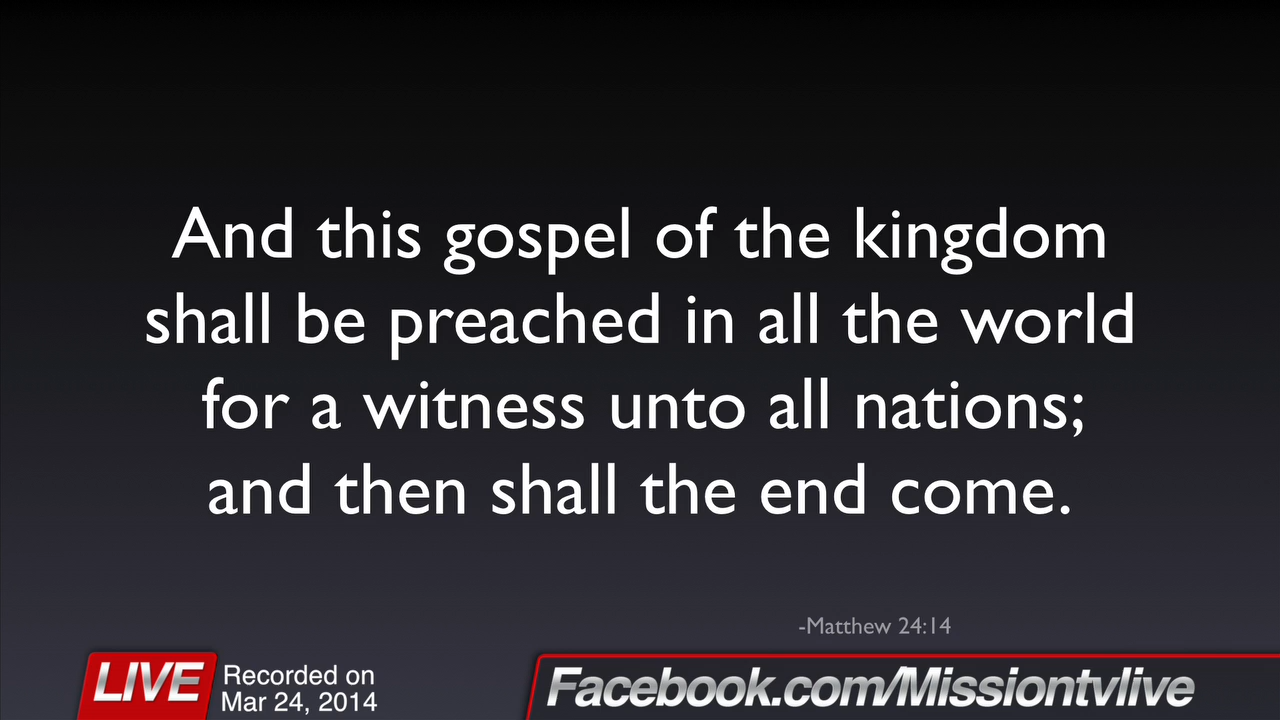 And this gospel of the kingdom
shall be preached in all the world
for a witness unto all nations;
and then shall the end come.
-Matthew 24:14
LIVE
Recorded on
Mar 24, 2014
Facebook.com/Missiontvlive